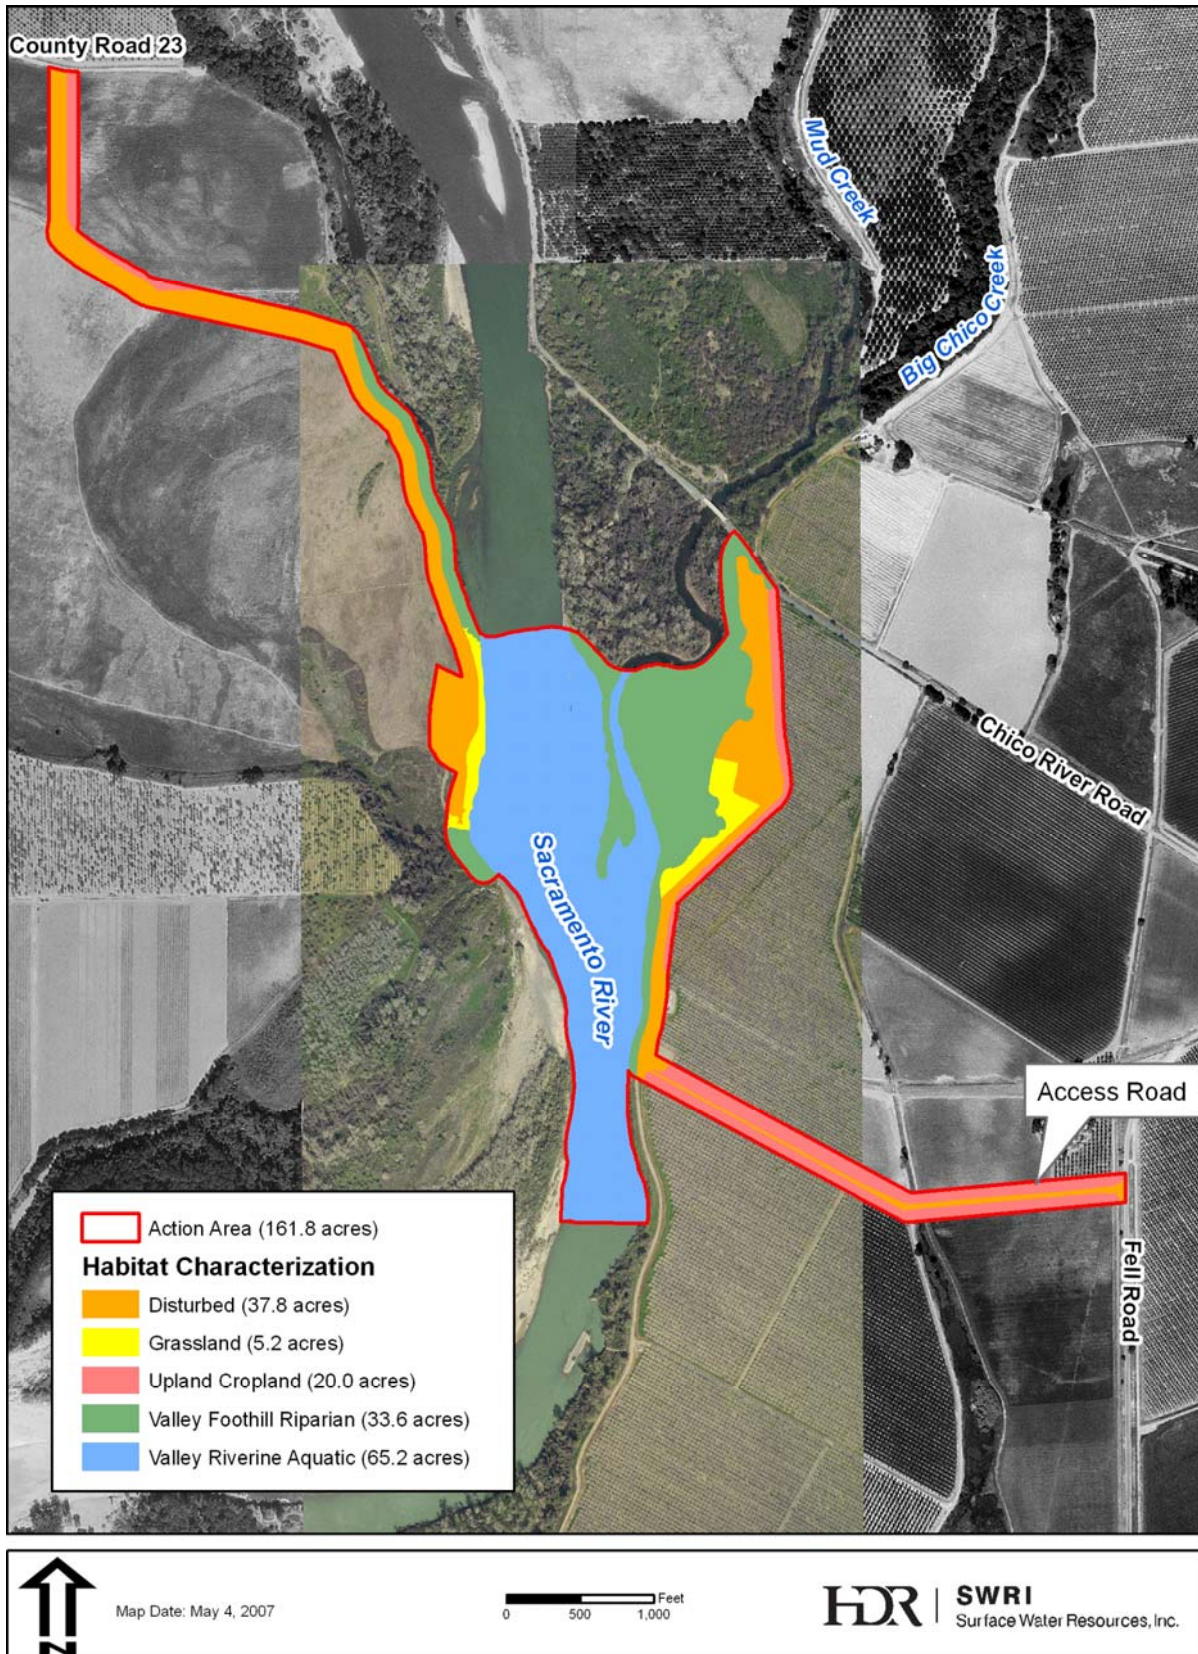 County Road 23
Mud Creek
Big Chico Creek
Chico River Road
Sacramento River
Access Road
Fell Road
Action Area (161.8 acres)
Habitat Characterization
Disturbed (37.8 acres)
Grassland (5.2 acres)
Upland Cropland (20.0 acres)
Valley Foothill Riparian (33.6 acres)
Valley Riverine Aquatic (65.2 acres)
N
Map Date: May 4, 2007
Feet
0 500 1,000
HDR | SWRI
Surface Water Resources, Inc.